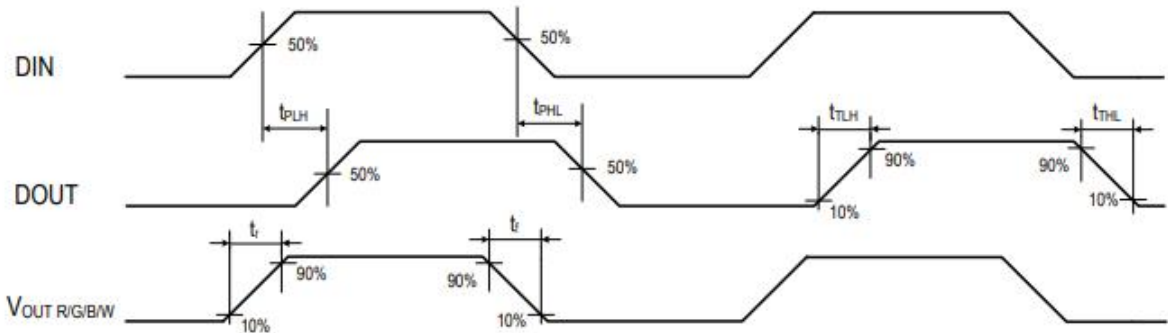 DIN
50%
50%
tPLH
tPHL
tTLH
tTHL
DOUT
50%
50%
90%
90%
10%
10%
tr
tf
90%
90%
VOUT R/G/B/W
10%
10%